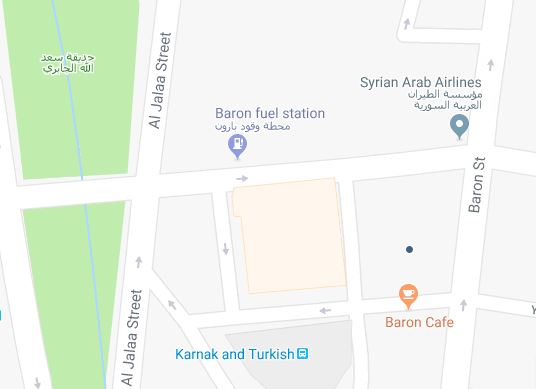 حديقة سعد
الله الجابري
Al Jalaa Street
Syrian Arab Airlines
مؤسسة الطيران
العربية السورية
Baron fuel station
محطة وقود بارون
Baron St
Al Jalaa Street
Baron Cafe
Karnak and Turkish